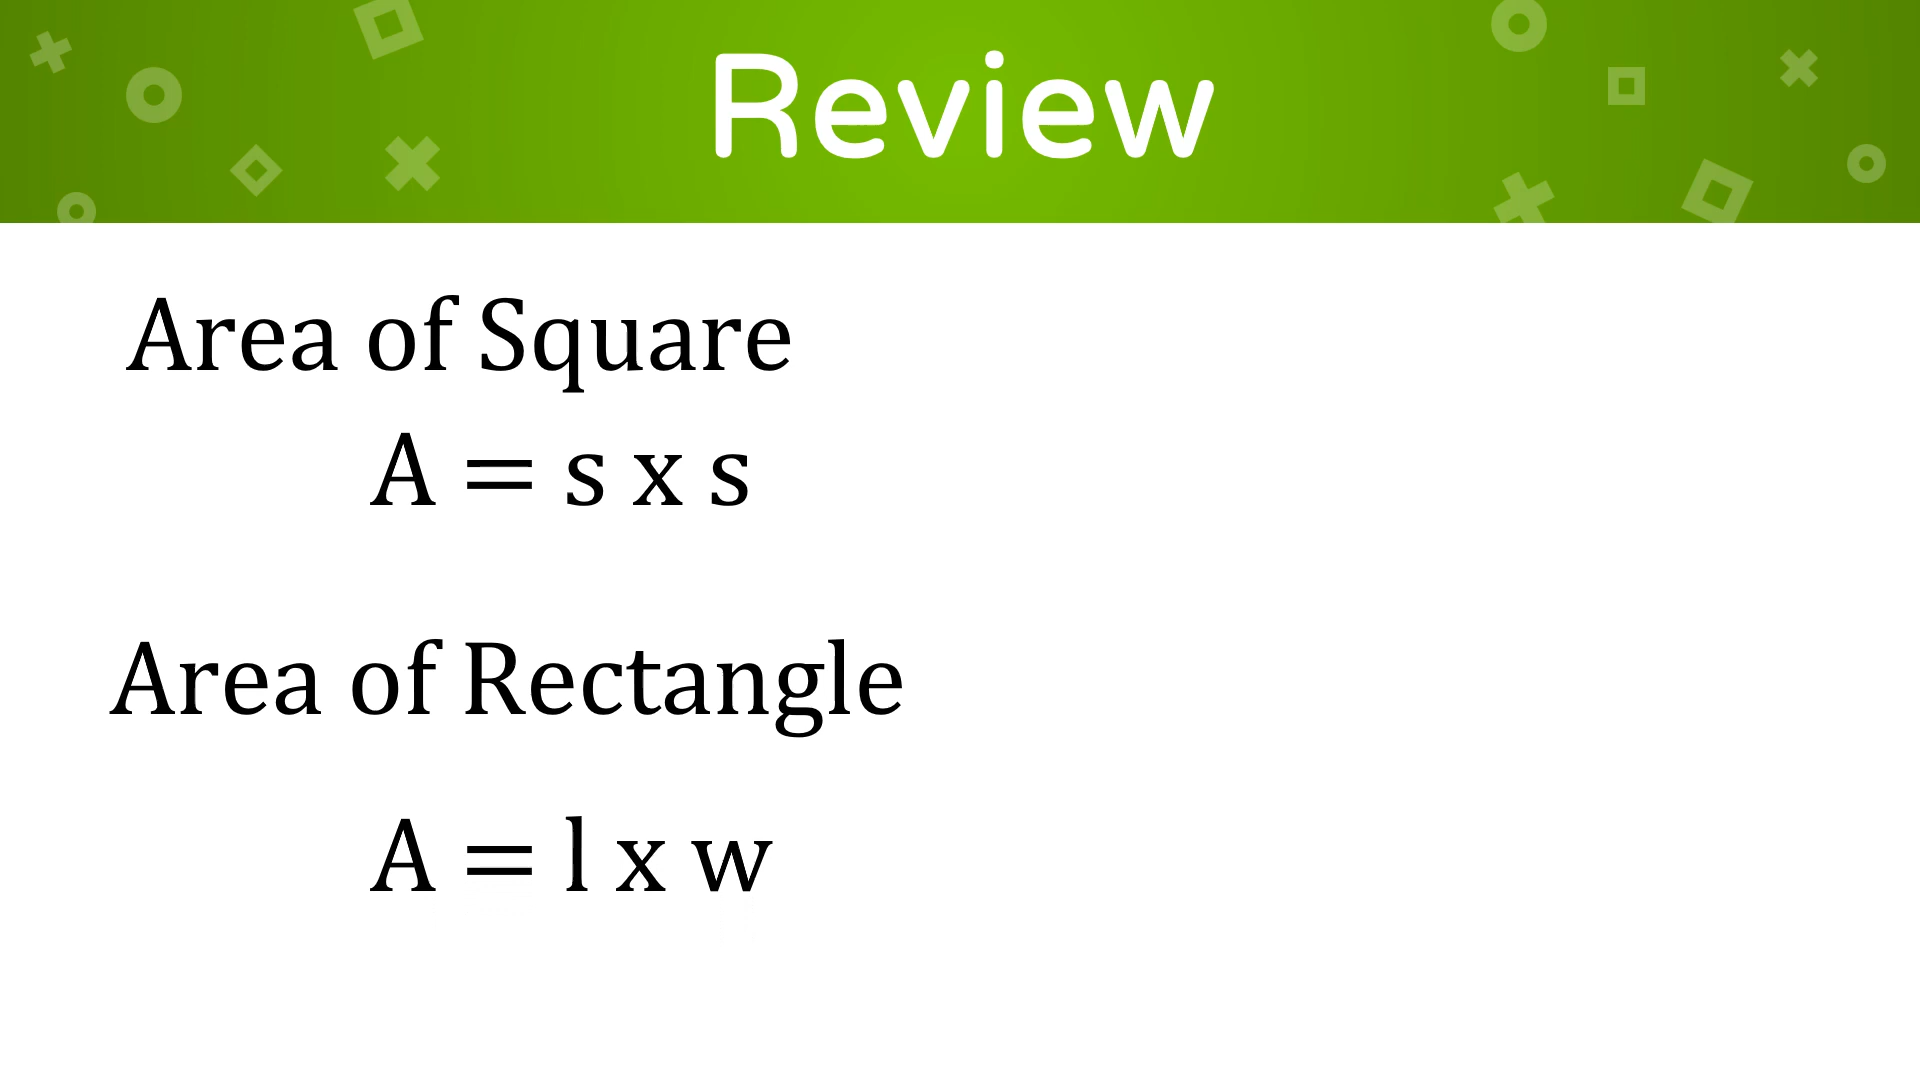 Review
Area of Square
A = s x s
Area of Rectangle
A = l x w